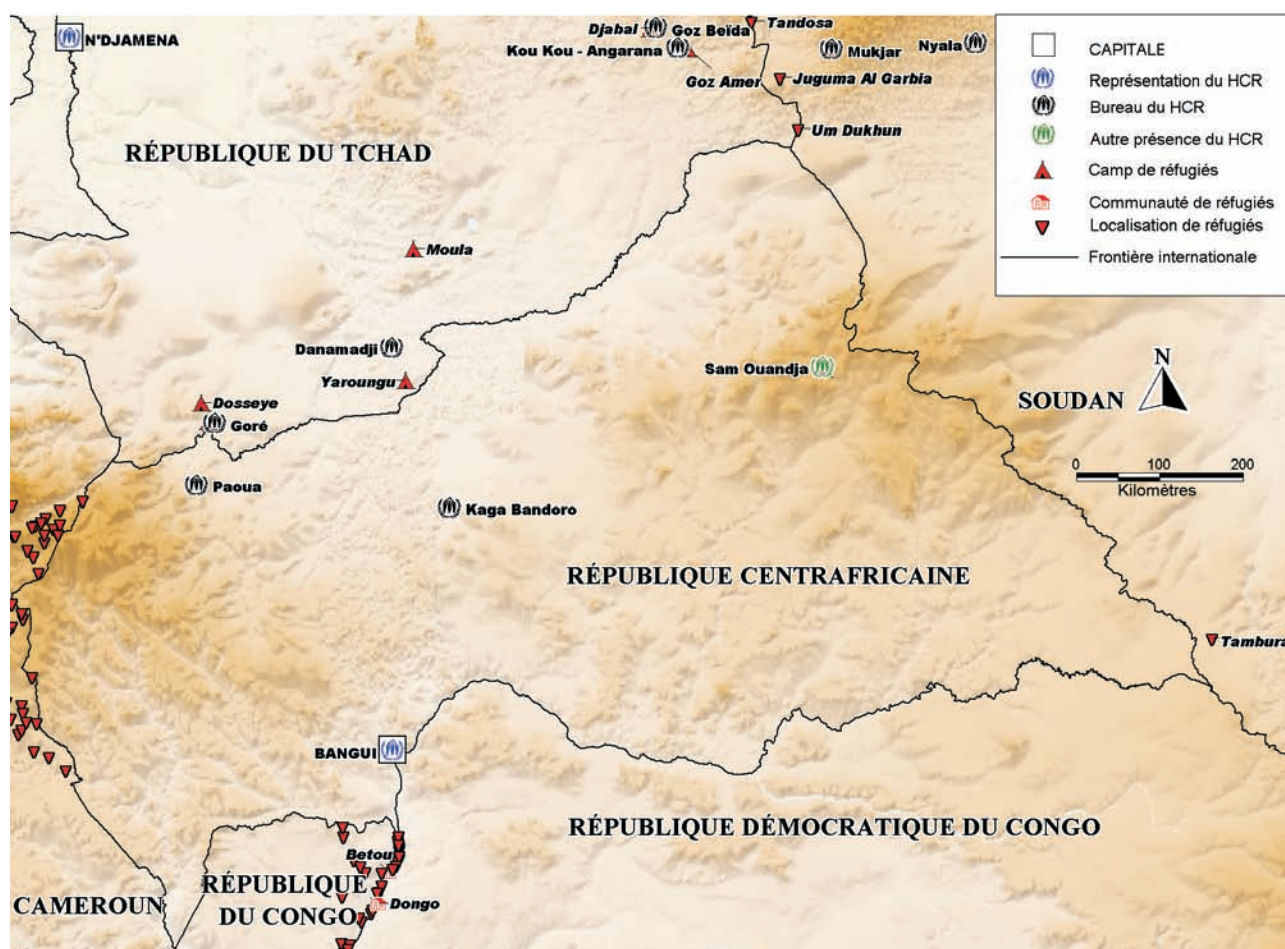 N'DJAMENA
Djabal
Goz Beïda
Tandosa
Kou Kou - Angarana
Mukjar
Nyala
Goz Amer
Juguma Al Garbia
Um Dukhun
RÉPUBLIQUE DU TCHAD
CAPITALE
Représentation du HCR
Bureau du HCR
Autre présence du HCR
Camp de réfugiés
Communauté de réfugiés
Localisation de réfugiés
Frontière internationale
Moula
Danamadji
Yaroungu
Dosseye
Goré
Sam Ouandja
SOUDAN
N
0 100 200
Kilomètres
Paoua
Kaga Bandoro
RÉPUBLIQUE CENTRAFRICAINE
Tambura
BANGUI
RÉPUBLIQUE DÉMOCRATIQUE DU CONGO
Betou
RÉPUBLIQUE
DU CONGO
Dongo
CAMEROUN